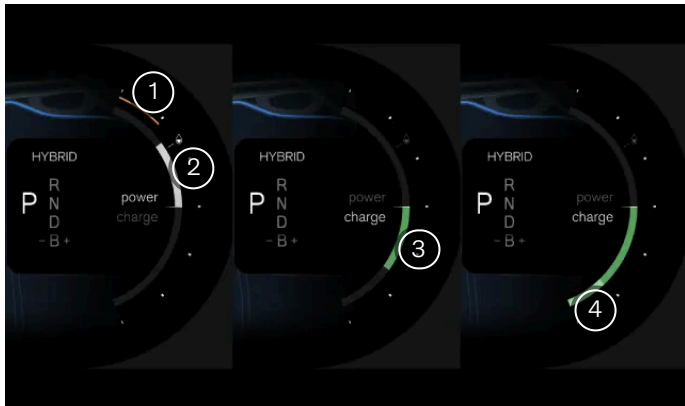 1
2
HYBRID
P
R
N
D
- B +
power
charge
HYBRID
P
R
N
D
- B +
power
charge
3
HYBRID
P
R
N
D
- B +
power
charge
4